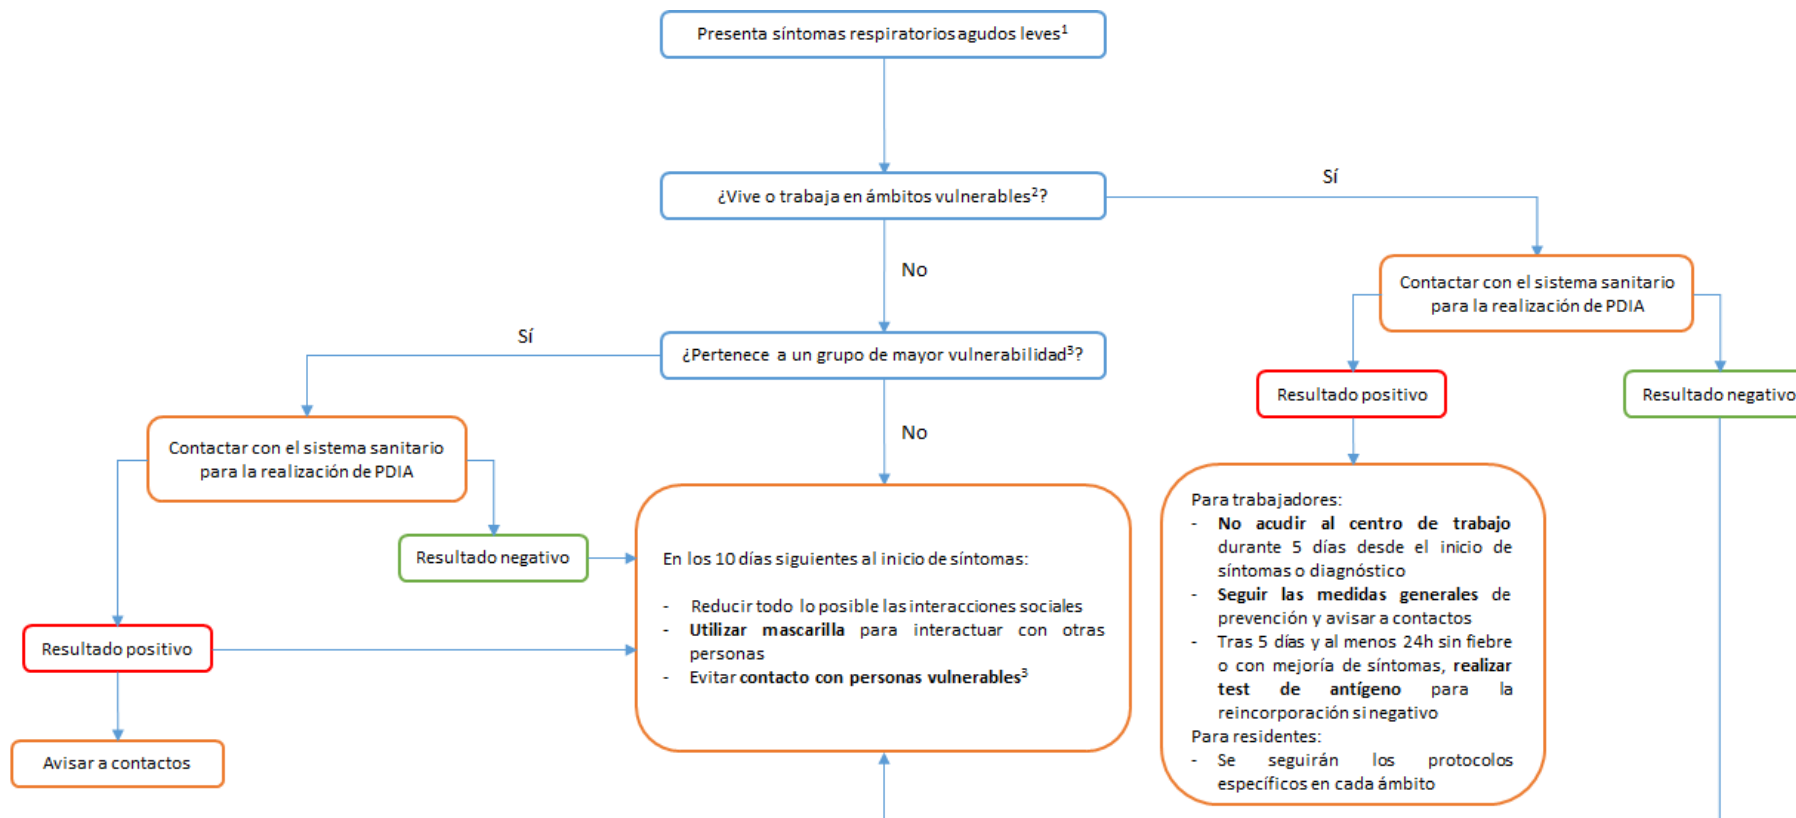 Presenta síntomas respiratorios agudos leves¹
¿Vive o trabaja en ámbitos vulnerables²?
Sí
No
Contactar con el sistema sanitario
para la realización de PDIA
Sí
¿Pertenece a un grupo de mayor vulnerabilidad³?
Resultado positivo
Resultado negativo
No
Contactar con el sistema sanitario
para la realización de PDIA
Resultado negativo
Resultado positivo
Avisar a contactos
En los 10 días siguientes al inicio de síntomas:
- Reducir todo lo posible las interacciones sociales
- Utilizar mascarilla para interactuar con otras
personas
- Evitar contacto con personas vulnerables³
Para trabajadores:
- No acudir al centro de trabajo
durante 5 días desde el inicio de
síntomas o diagnóstico
- Seguir las medidas generales de
prevención y avisar a contactos
- Tras 5 días y al menos 24h sin fiebre
o con mejoría de síntomas, realizar
test de antígeno para la
reincorporación si negativo
Para residentes:
- Se seguirán los protocolos
específicos en cada ámbito